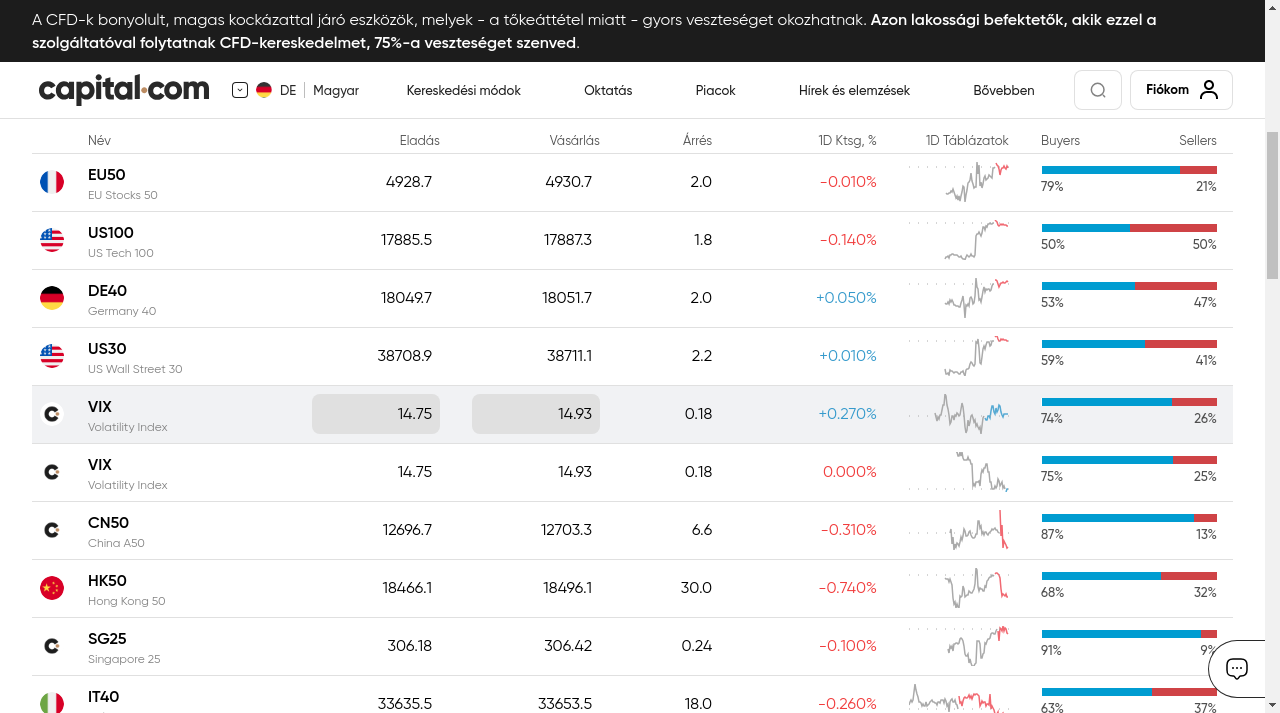 A CFD-k bonyolult, magas kockázattal járó eszközök, melyek - a tőkeáttétel miatt - gyors veszteséget okozhatnak. Azon lakossági befektetők, akik ezzel a
szolgáltatóval folytatnak CFD-kereskedelmet, 75%-a veszteséget szenved.
capital.com DE Magyar Kereskedési módok Oktatás Piacok Hírek és elemzések Bővebben Fiókom
Név Eladás Vásárlás Árrés 1D Ktsg, % 1D Táblázatok Buyers Sellers
EU50 4928.7 4930.7 2.0 -0.010%
EU Stocks 50 79% 21%
US100 17885.5 17887.3 1.8 -0.140%
US Tech 100 50% 50%
DE40 18049.7 18051.7 2.0 +0.050%
Germany 40 53% 47%
US30 38708.9 38711.1 2.2 +0.010%
US Wall Street 30 59% 41%
VIX 14.75 14.93 0.18 +0.270%
Volatility Index 74% 26%
VIX 14.75 14.93 0.18 0.000%
Volatility Index 75% 25%
CN50 12696.7 12703.3 6.6 -0.310%
China A50 87% 13%
HK50 18466.1 18496.1 30.0 -0.740%
Hong Kong 50 68% 32%
SG25 306.18 306.42 0.24 -0.100%
Singapore 25 91% 9%
IT40 33635.5 33653.5 18.0 -0.260%
63% 37%